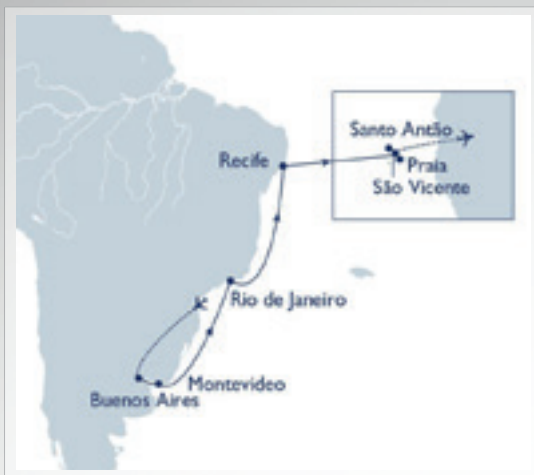 Santo Antão
Recife
Praia
São Vicente
Rio de Janeiro
Montevideo
Buenos Aires